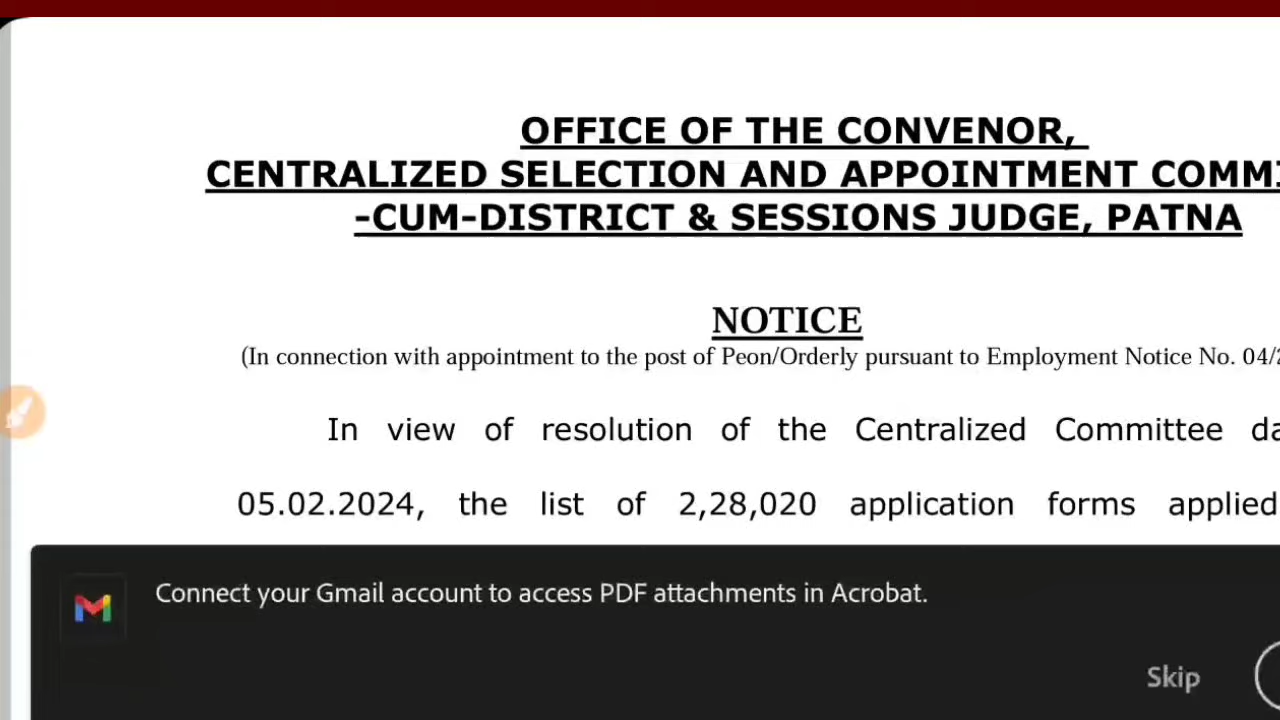 OFFICE OF THE CONVENOR,
CENTRALIZED SELECTION AND APPOINTMENT
-CUM-DISTRICT & SESSIONS JUDGE, PATNA
NOTICE
(In connection with appointment to the post of Peon/Orderly pursuant to Employment Notice No. 04/
In view of resolution of the Centralized Committee
05.02.2024, the list of 2,28,020 application forms applied
Connect your Gmail account to access PDF attachments in Acrobat.
Skip